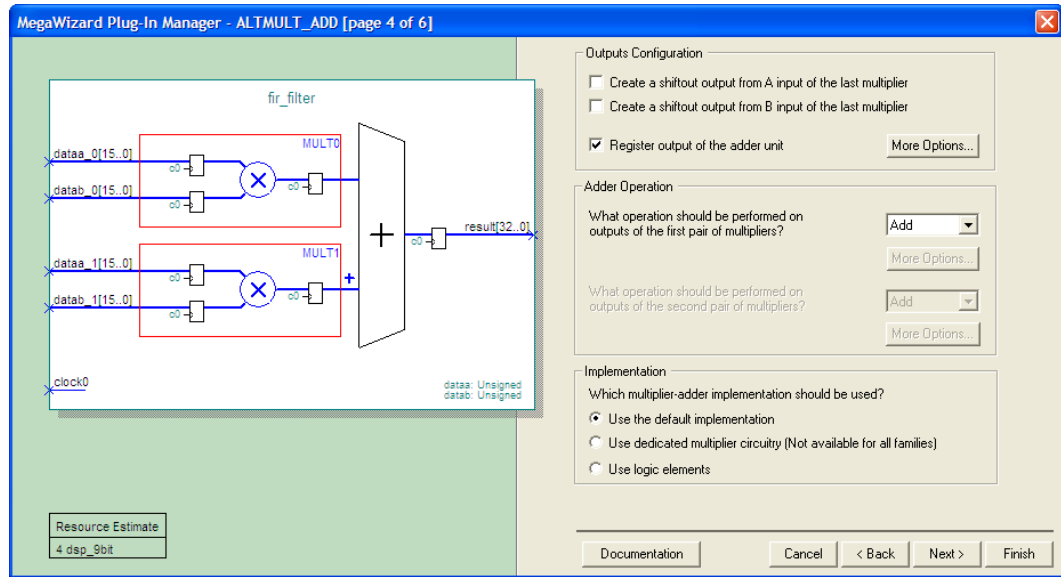 MegaWizard Plug-In Manager - ALTMULT_ADD [page 4 of 6]
fir_filter
MULT0
dataa_0[15..0]
c0
c0
datab_0[15..0]
c0
result[32..0]
c0
MULT1
dataa_1[15..0]
c0
+
c0
datab_1[15..0]
c0
clock0
dataa: Unsigned
datab: Unsigned
Resource Estimate
4 dsp_9bit
Outputs Configuration
Create a shiftout output from A input of the last multiplier
Create a shiftout output from B input of the last multiplier
Register output of the adder unit
More Options...
Adder Operation
What operation should be performed on
outputs of the first pair of multipliers?
Add
More Options...
What operation should be performed on
outputs of the second pair of multipliers?
Add
More Options...
Implementation
Which multiplier-adder implementation should be used?
Use the default implementation
Use dedicated multiplier circuitry (Not available for all families)
Use logic elements
Documentation
Cancel
< Back
Next >
Finish